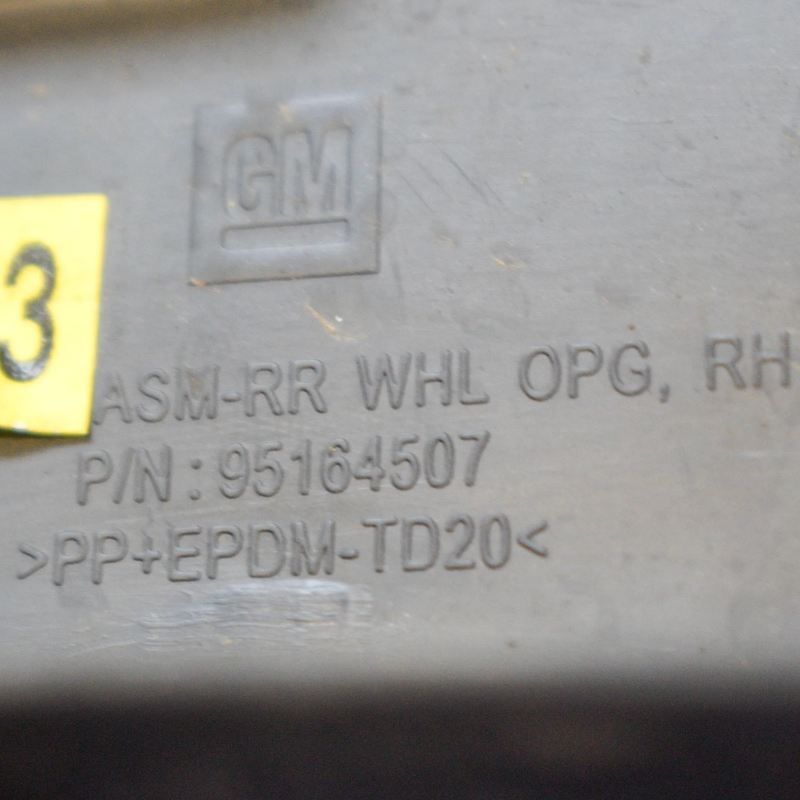 GM
3
ASM-RR WHL OPG, RH
P/N : 95164507
>PP+EPDM-TD20<